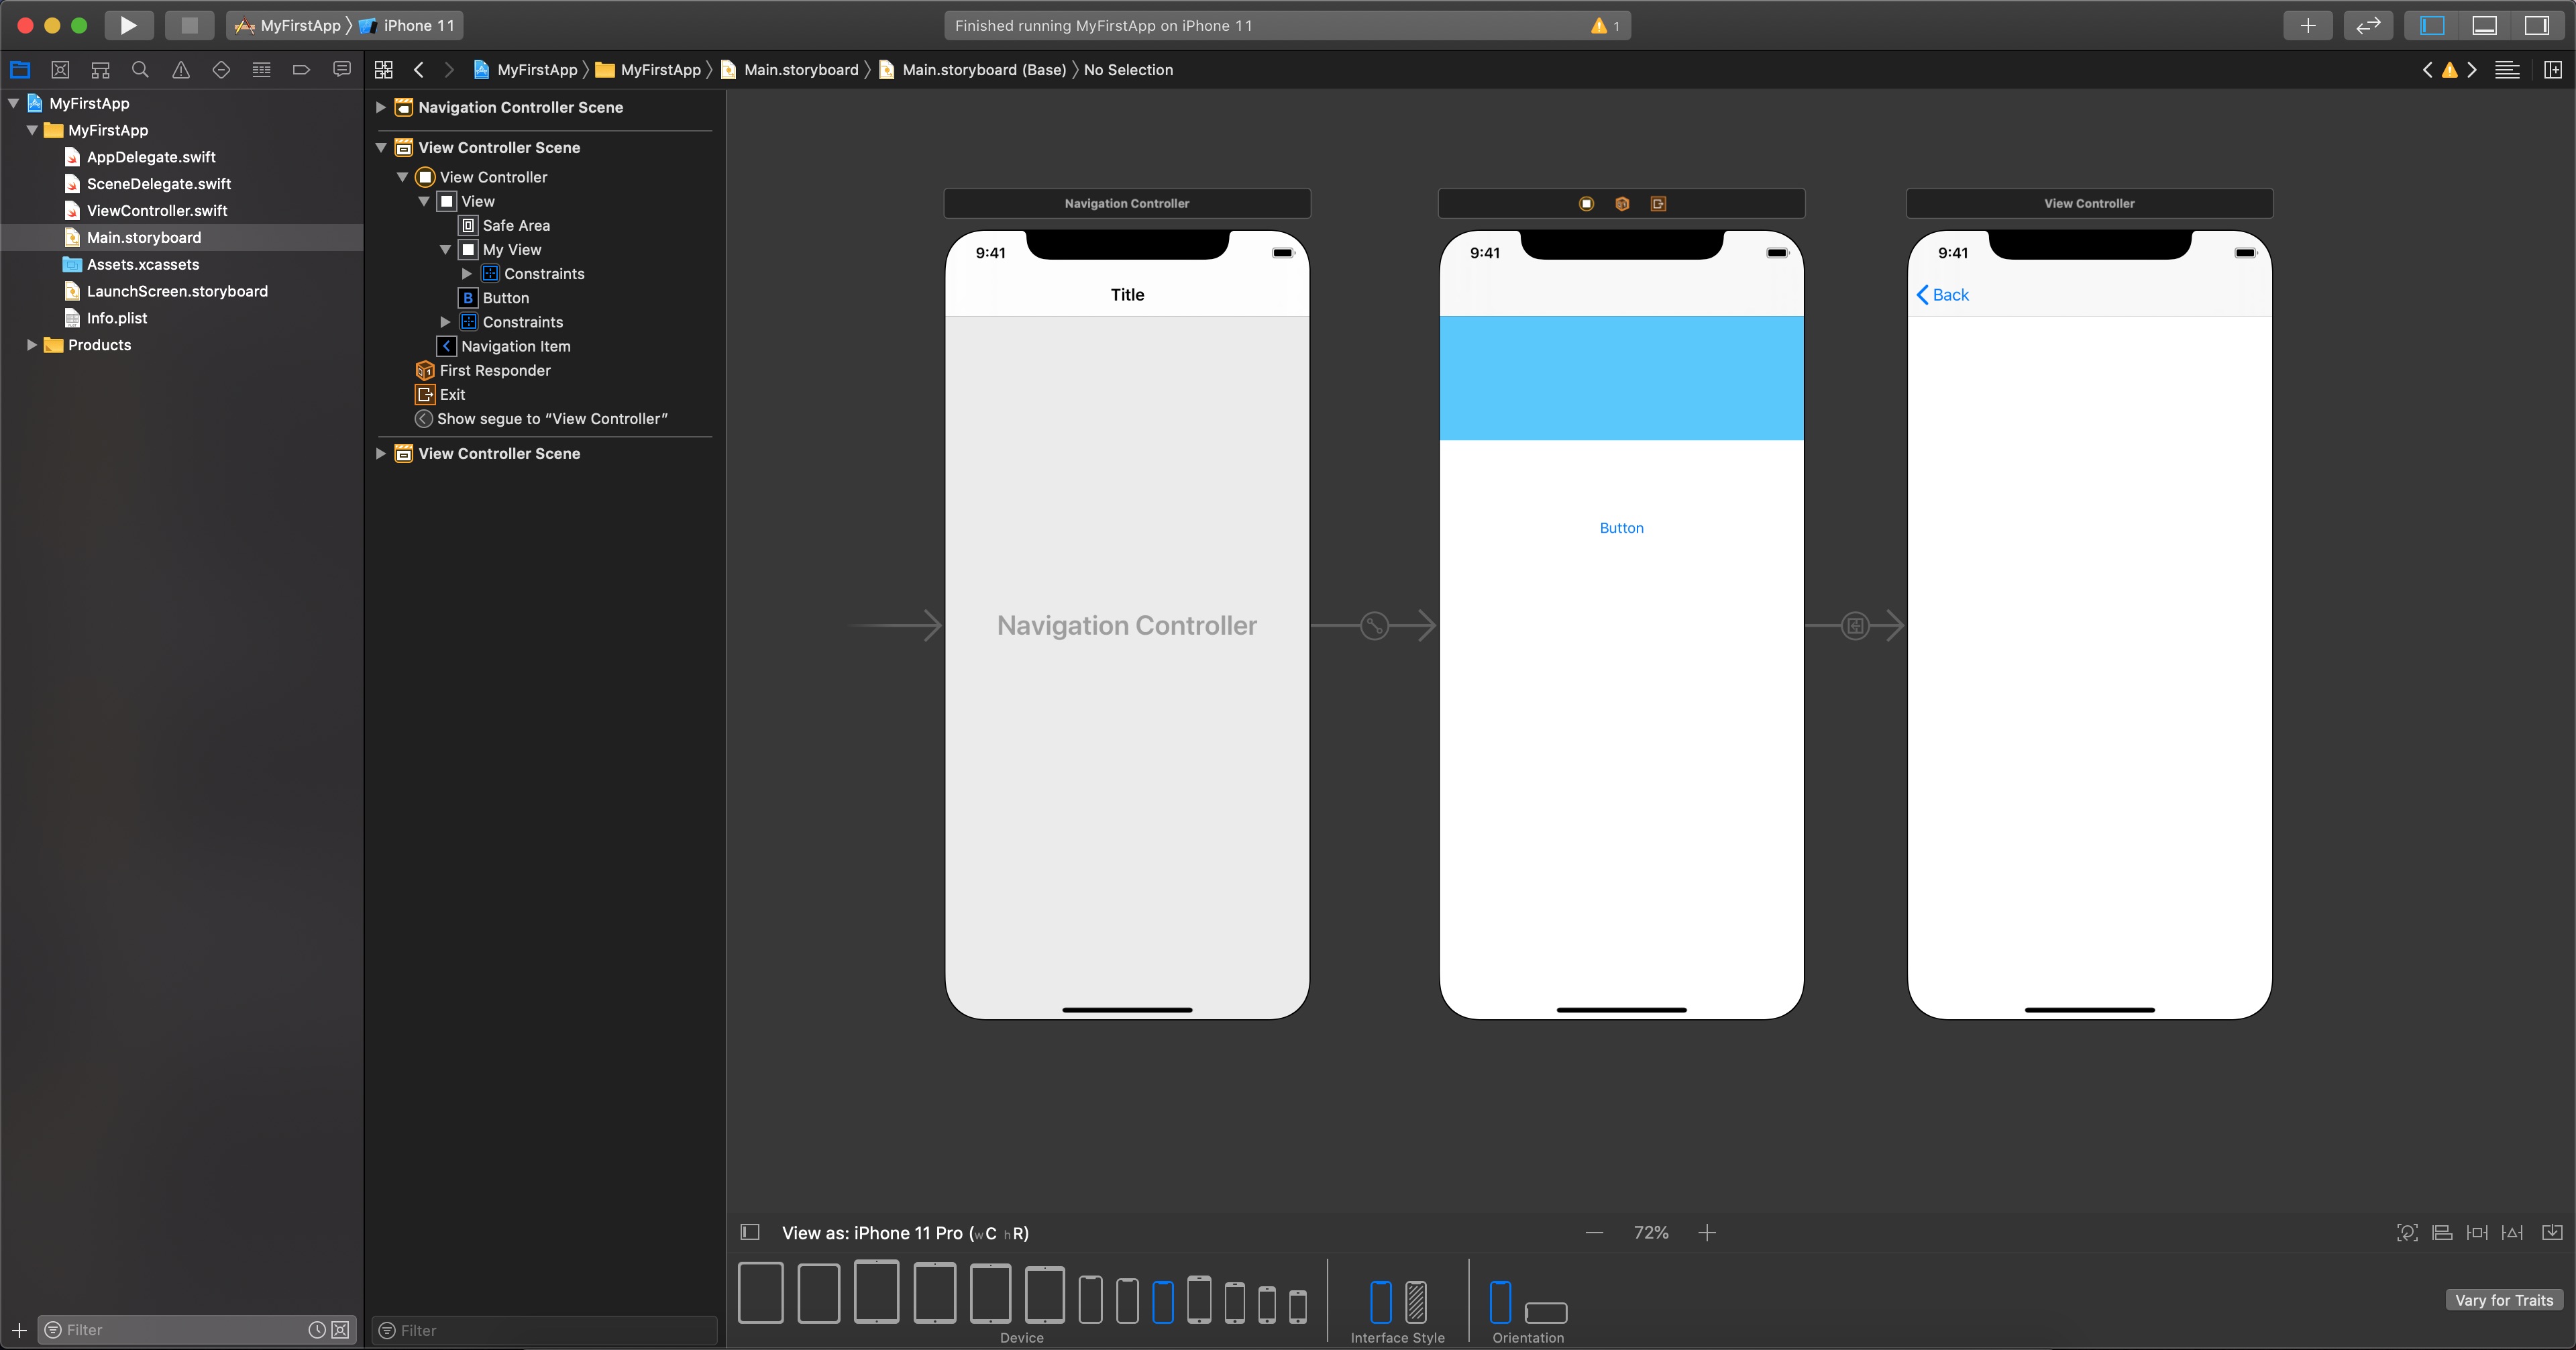 MyFirstApp 〉 iPhone 11
Finished running MyFirstApp on iPhone 11
1
MyFirstApp 〉 MyFirstApp 〉 Main.storyboard 〉 Main.storyboard (Base) 〉 No Selection
MyFirstApp
MyFirstApp
AppDelegate.swift
SceneDelegate.swift
ViewController.swift
Main.storyboard
Assets.xcassets
LaunchScreen.storyboard
Info.plist
Products
Filter
Navigation Controller Scene
View Controller Scene
View Controller
View
Safe Area
My View
Constraints
B Button
Constraints
Navigation Item
First Responder
Exit
Show segue to “View Controller”
View Controller Scene
Filter
Navigation Controller
9:41
Title
Navigation Controller
9:41
Button
View Controller
9:41
Back
View as: iPhone 11 Pro (wC hR)
72%
Device
Interface Style
Orientation
Vary for Traits